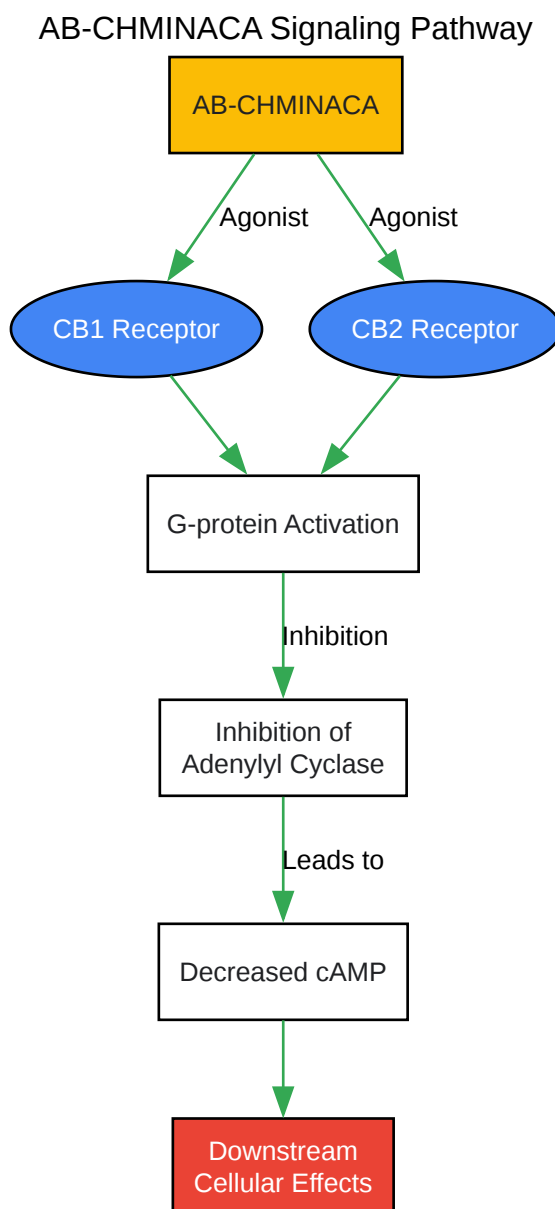 AB-CHMINACA Signaling Pathway
AB-CHMINACA
Agonist
Agonist
CB1 Receptor
CB2 Receptor
G-protein Activation
Inhibition
Inhibition of
Adenylyl Cyclase
Leads to
Decreased cAMP
Downstream
Cellular Effects